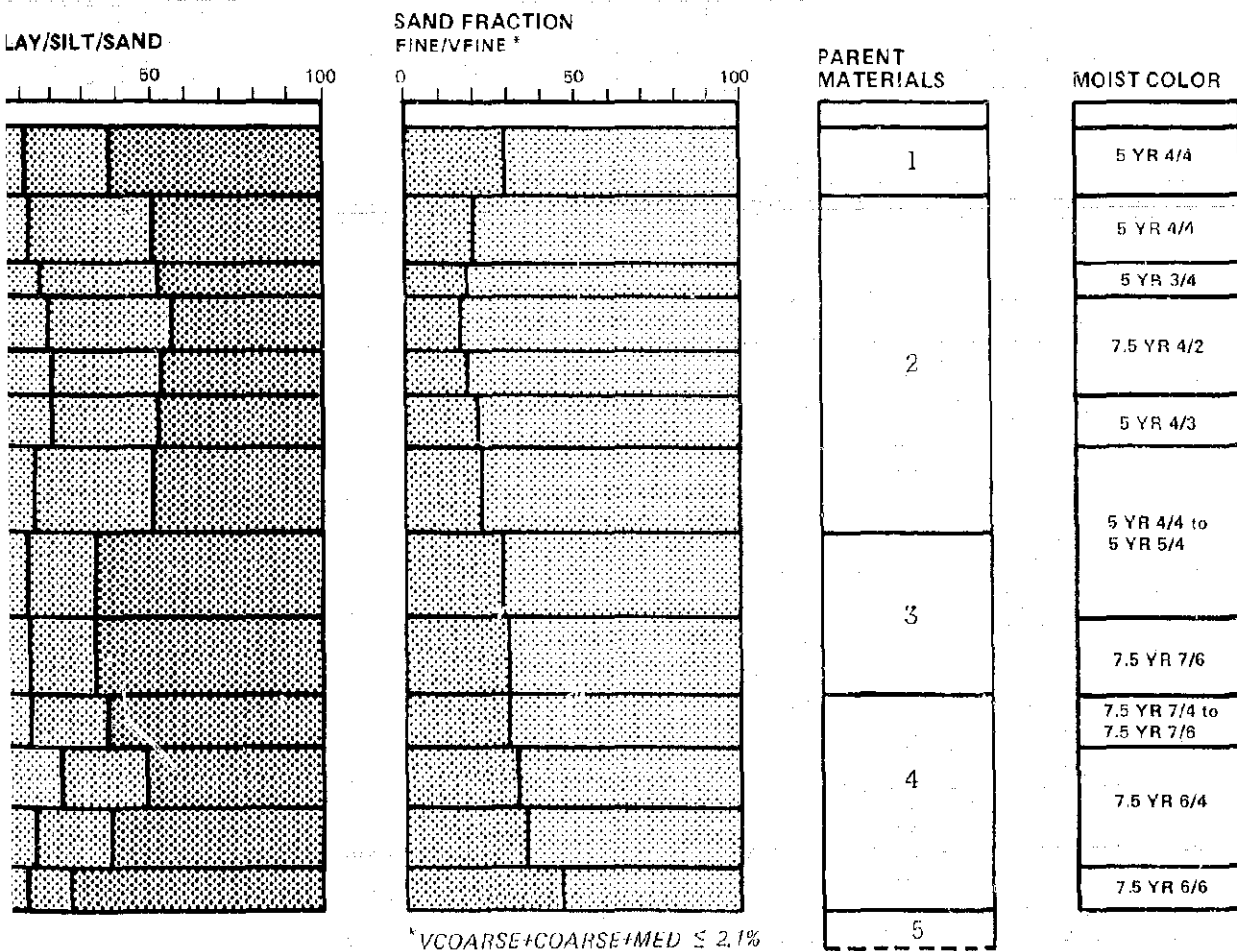 LAY/SILT/SAND
50 100
SAND FRACTION
FINE/VFINE *
0 50 100
PARENT
MATERIALS
1
2
3
4
5
MOIST COLOR
5 YR 4/4
5 YR 4/4
5 YR 3/4
7.5 YR 4/2
5 YR 4/3
5 YR 4/4 to
5 YR 5/4
7.5 YR 7/6
7.5 YR 7/4 to
7.5 YR 7/6
7.5 YR 6/4
7.5 YR 6/6
*VCOARSE+COARSE+MED ≤ 2.1%